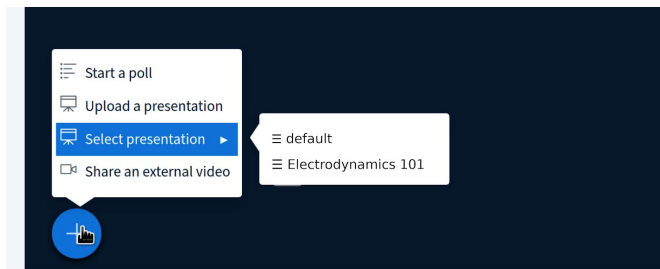 Start a poll
Upload a presentation
Select presentation ▸
Share an external video
☰ default
☰ Electrodynamics 101